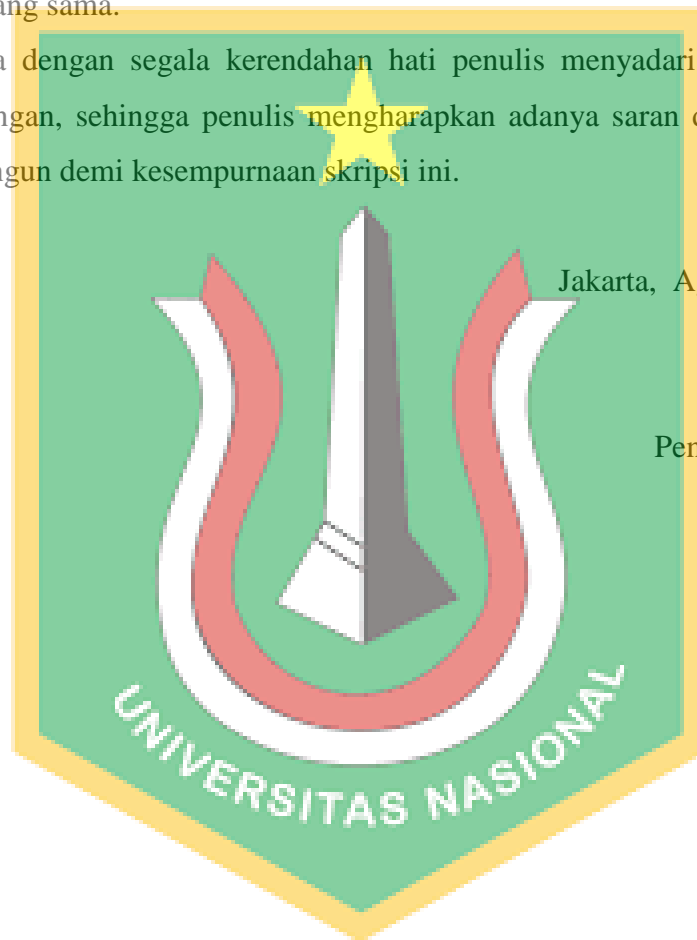 ang sama.
dengan segala kerendahan hati penulis menyadari
ngan, sehingga penulis mengharapkan adanya saran
ngun demi kesempurnaan skripsi ini.
Jakarta, A
Pen
UNIVERSITAS NASIONAL